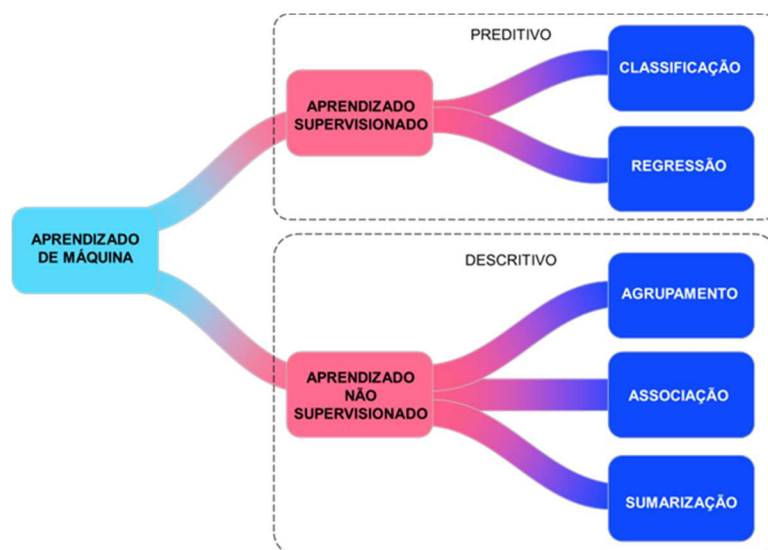 PREDITIVO
CLASSIFICAÇÃO
APRENDIZADO
SUPERVISIONADO
REGRESSÃO
APRENDIZADO
DE MÁQUINA
DESCRITIVO
AGRUPAMENTO
APRENDIZADO
NÃO
SUPERVISIONADO
ASSOCIAÇÃO
SUMARIZAÇÃO